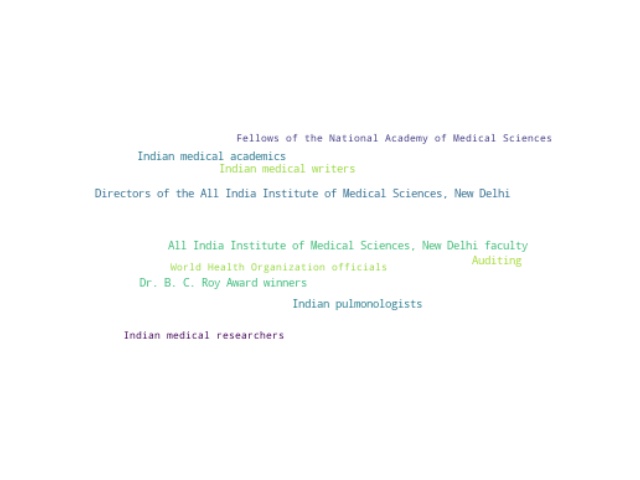 Fellows of the National Academy of Medical Sciences
Indian medical academics
Indian medical writers
Directors of the All India Institute of Medical Sciences, New Delhi
All India Institute of Medical Sciences, New Delhi faculty
Auditing
World Health Organization officials
Dr. B. C. Roy Award winners
Indian pulmonologists
Indian medical researchers